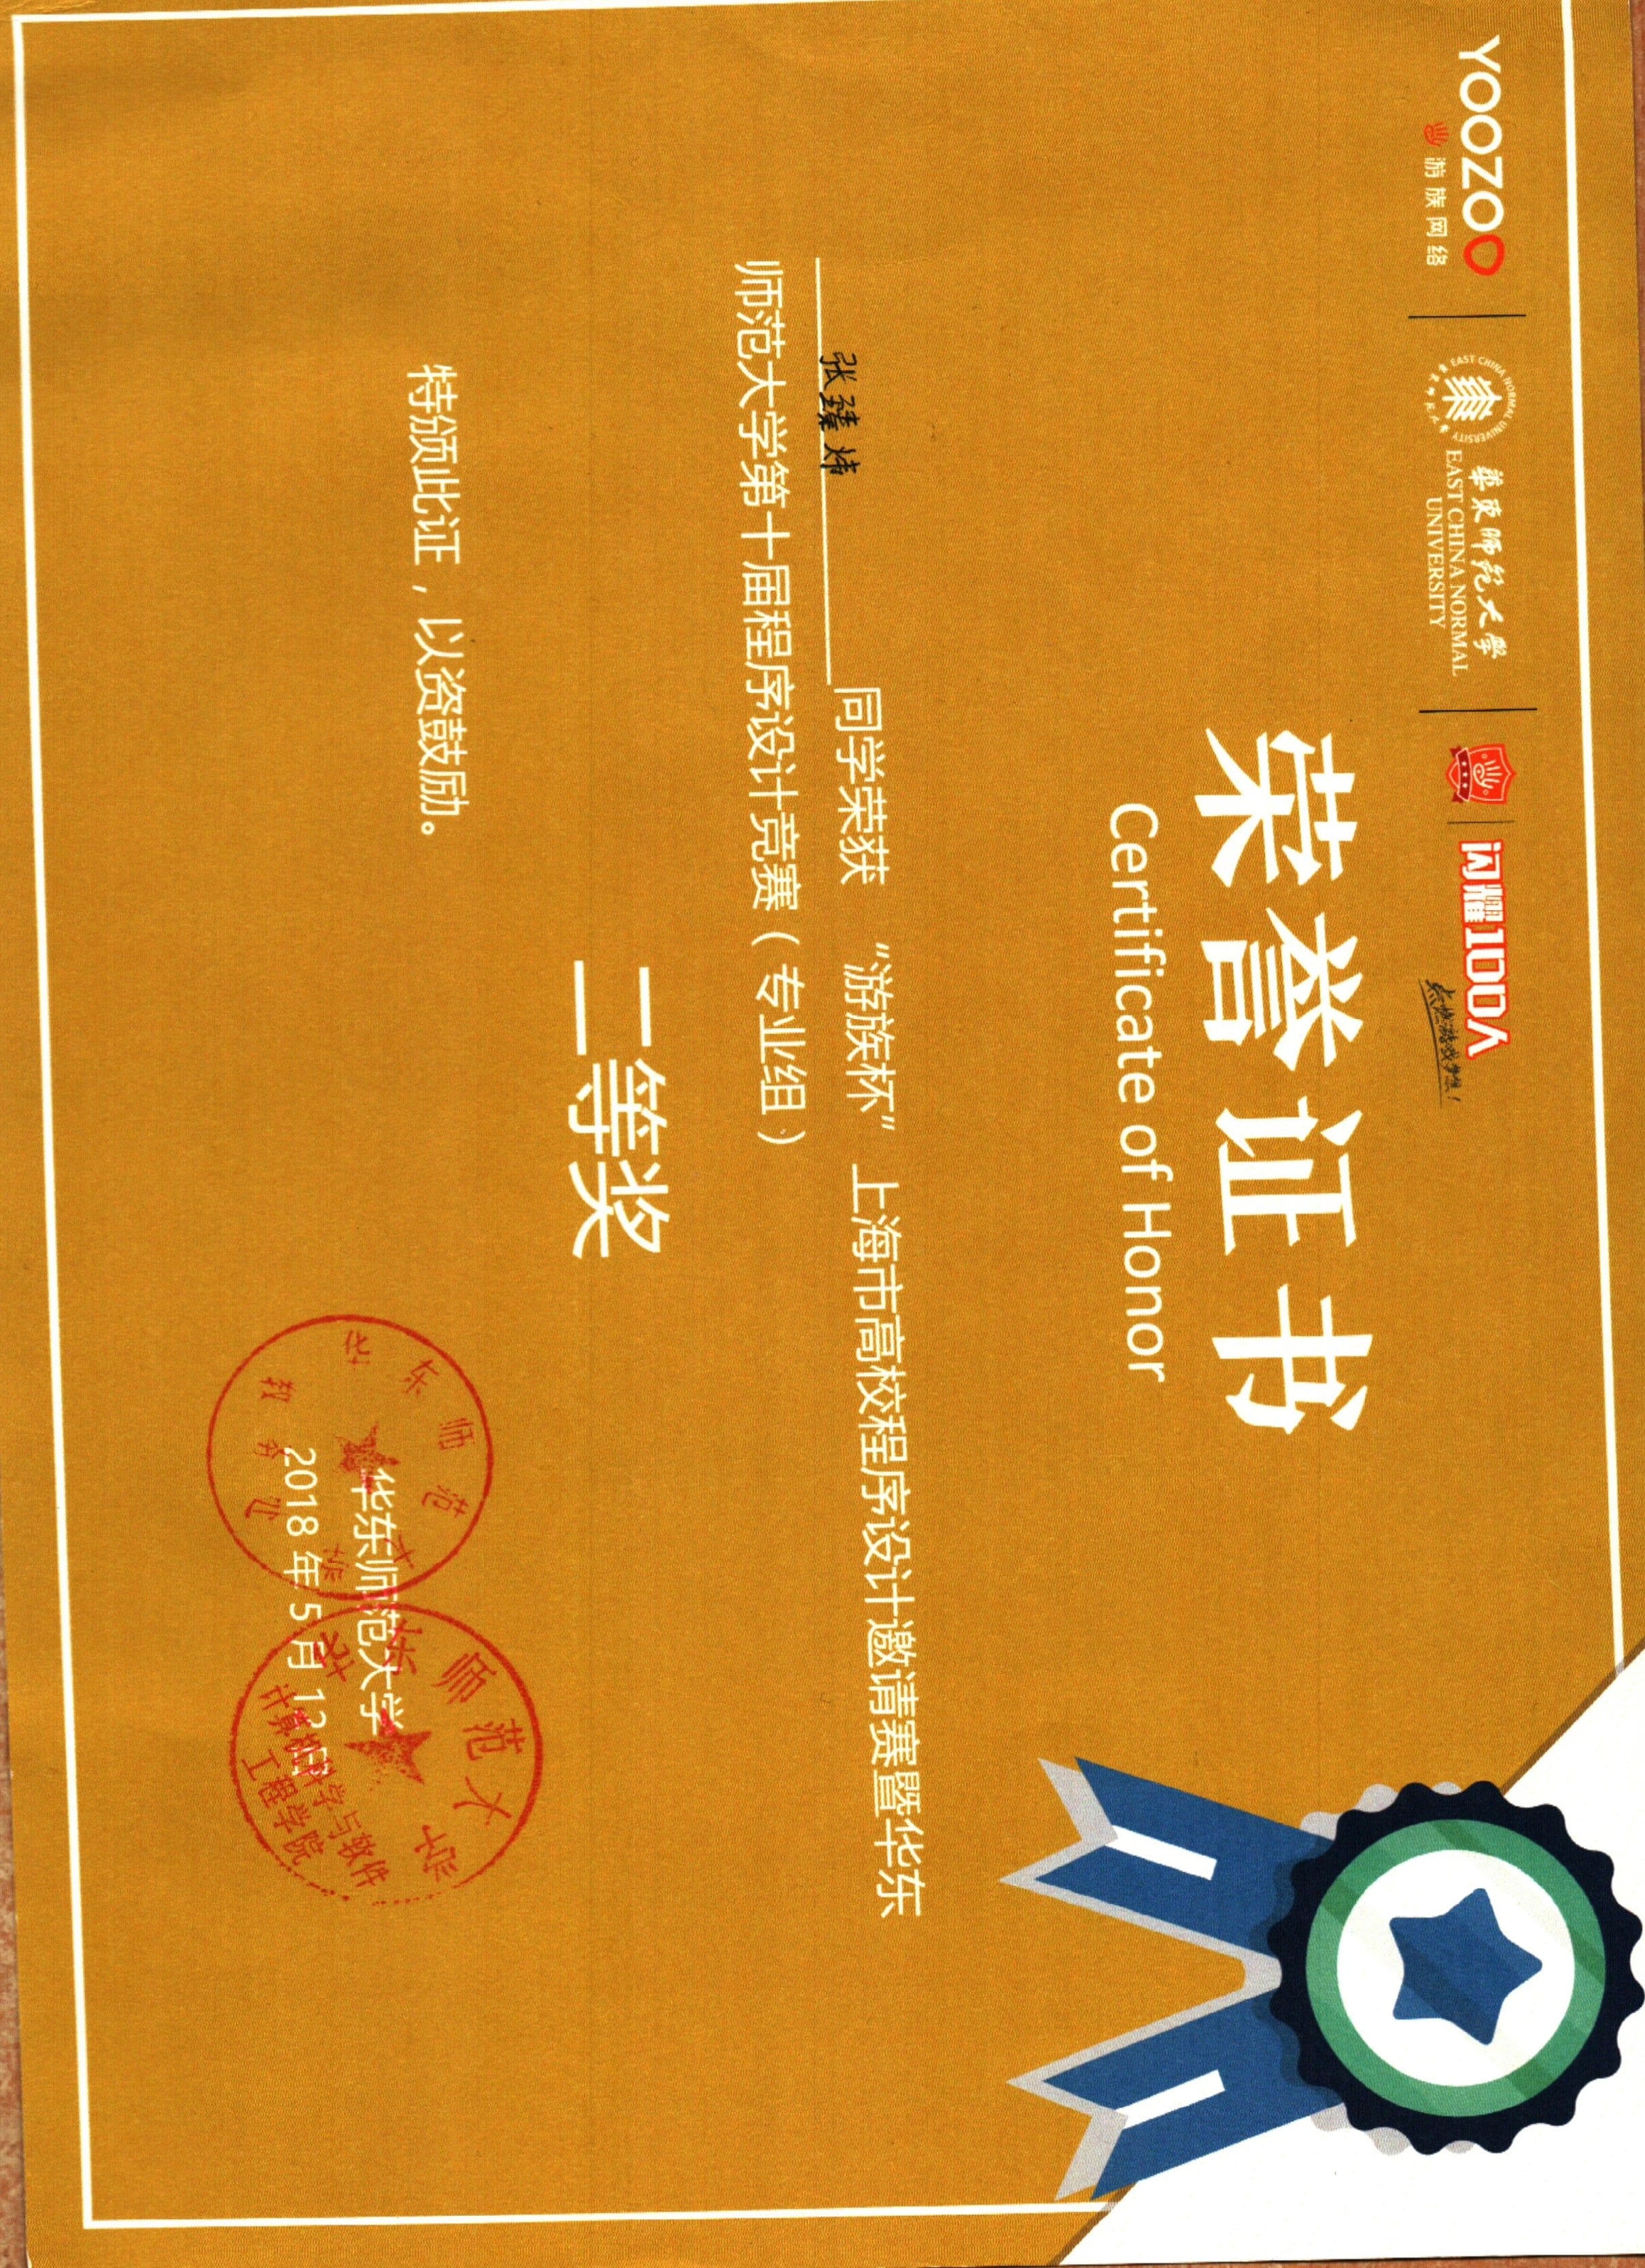 YOOZOO
游族网络
EAST CHINA NORMAL UNIVERSITY
華東師範大學
EAST CHINA NORMAL
UNIVERSITY
闪耀100人
点燃游戏梦想！
荣誉证书
Certificate of Honor
张臻炜 同学荣获 “游族杯” 上海市高校程序设计邀请赛暨华东
师范大学第十届程序设计竞赛（专业组）
二等奖
特颁此证，以资鼓励。
华东师范大学
2018 年 5 月 12 日
华东师范大学
教务处
华东师范大学
计算机科学与软件
工程学院